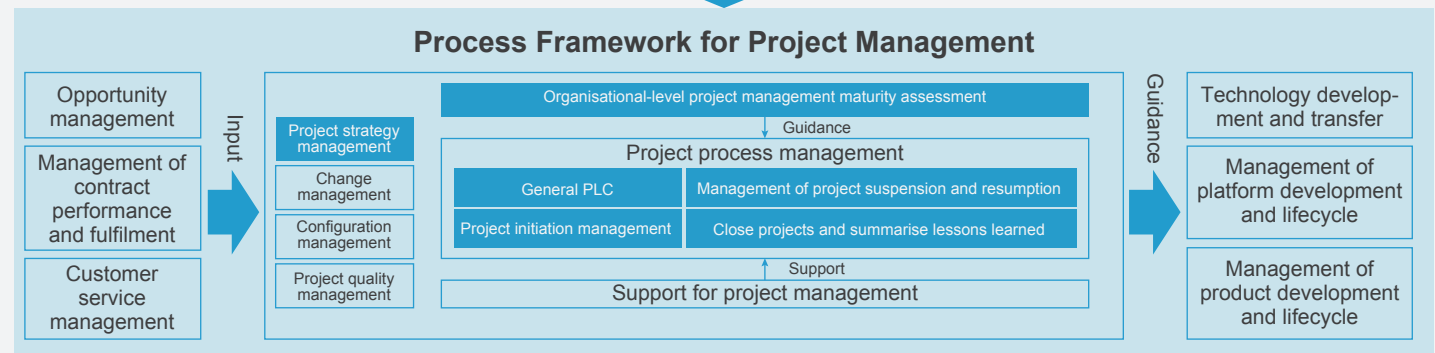 Process Framework for Project Management
Opportunity
management
Management of
contract
performance
and fulfilment
Customer
service
management
Input
Project strategy
management
Change
management
Configuration
management
Project quality
management
Organisational-level project management maturity assessment
Guidance
Project process management
General PLC
Management of project suspension and resumption
Project initiation management
Close projects and summarise lessons learned
Support
Support for project management
Guidance
Technology develop-
ment and transfer
Management of
platform development
and lifecycle
Management of
product development
and lifecycle